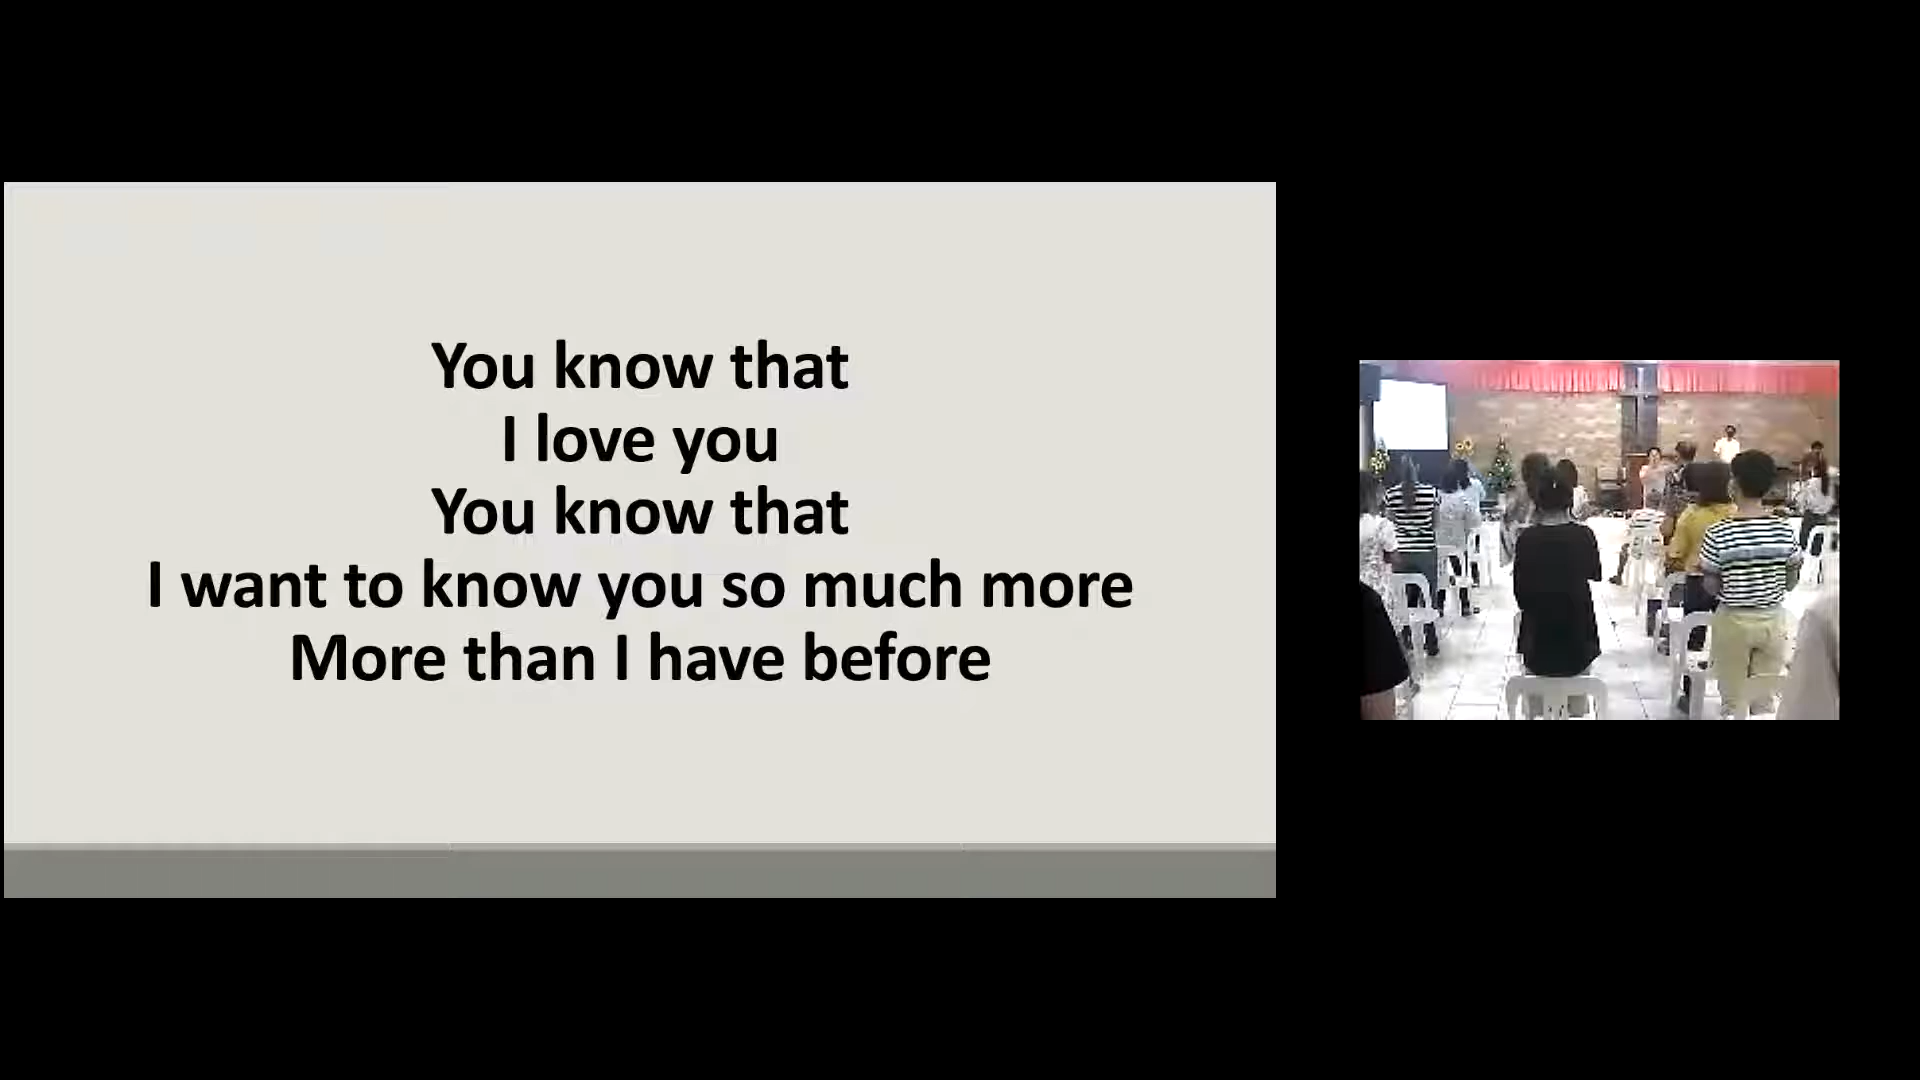 You know that
I love you
You know that
I want to know you so much more
More than I have before